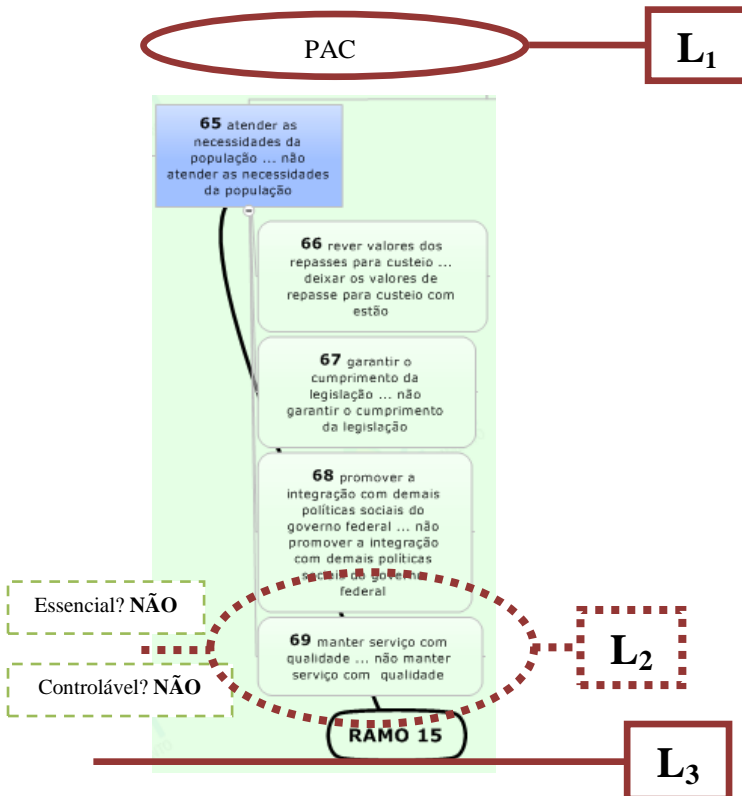 PAC
L1
65 atender as
necessidades da
população ... não
atender as necessidades
da população
66 rever valores dos
repasses para custeio ...
deixar os valores de
repasse para custeio com
estão
67 garantir o
cumprimento da
legislação ... não
garantir o cumprimento
da legislação
68 promover a
integração com demais
políticas sociais do
governo federal ... não
promover a integração
com demais políticas
sociais do governo
federal
Essencial? NÃO
69 manter serviço com
qualidade ... não manter
serviço com qualidade
L2
Controlável? NÃO
RAMO 15
L3